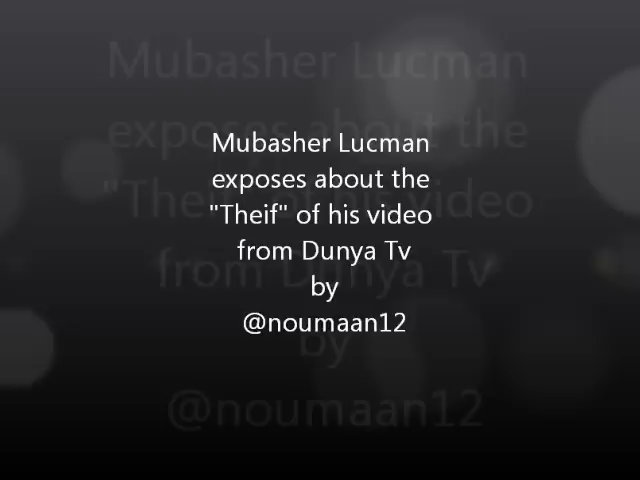 Mubasher Lucman
exposes about the
"Theif" of his video
from Dunya Tv
by
@noumaan12